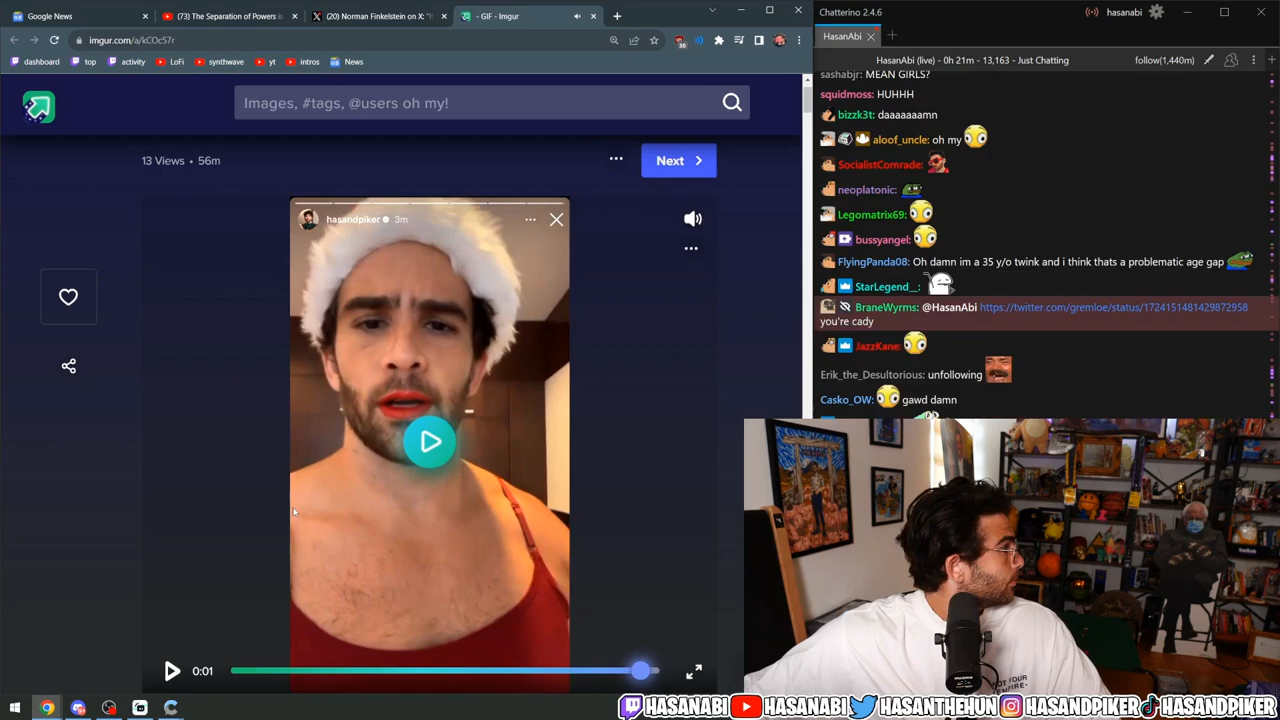 Google News
(73) The Separation of Powers is
(20) Norman Finkelstein on X: "I
- GIF - Imgur
imgur.com/a/kCOc57r
30
dashboard
top
activity
LoFi
synthwave
yt
intros
News
Images, #tags, @users oh my!
13 Views • 56m
Next
hasandpiker
3m
0:01
Chatterino 2.4.6
hasanabi
HasanAbi
HasanAbi (live) - 0h 21m - 13,163 - Just Chatting
follow(1,440m)
sashabjr: MEAN GIRLS?
squidmoss: HUHHH
bizzk3t: daaaaaamn
aloof_uncle: oh my
SocialistComrade:
neoplatonic:
Legomatrix69:
bussyangel:
FlyingPanda08: Oh damn im a 35 y/o twink and i think thats a problematic age gap
StarLegend__:
BraneWyrms: @HasanAbi https://twitter.com/gremloe/status/1724151481429872958
you're cady
JazzKane:
Erik_the_Desultorious: unfollowing
Casko_OW: gawd damn
HASANABI
HASANABI
HASANTHEHUN
HASANDPIKER
HASANDPIKER